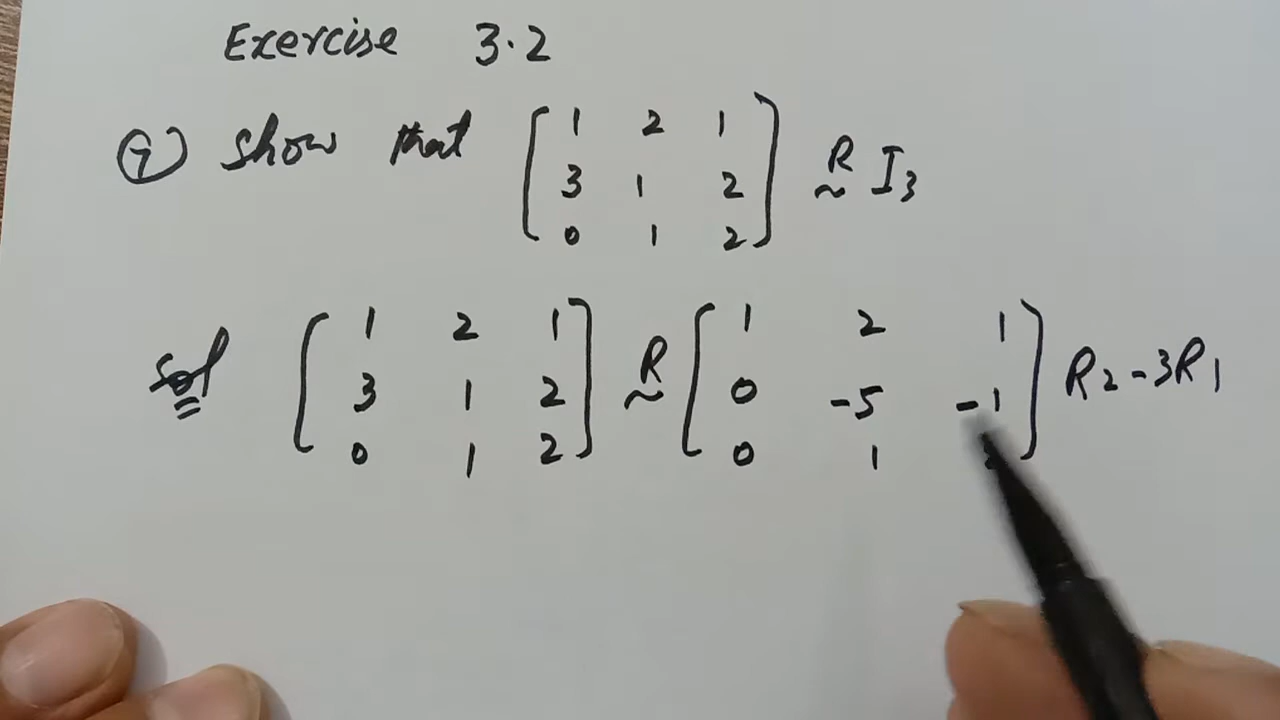 Exercise 3.2
⑦ Show that [1 2 1 R I3
3 1 2 ~
0 1 2]
Sol [1 2 1 R [1 2 1
3 1 2 ~ 0 -5 -1 R2-3R1
0 1 2] 0 1 ]